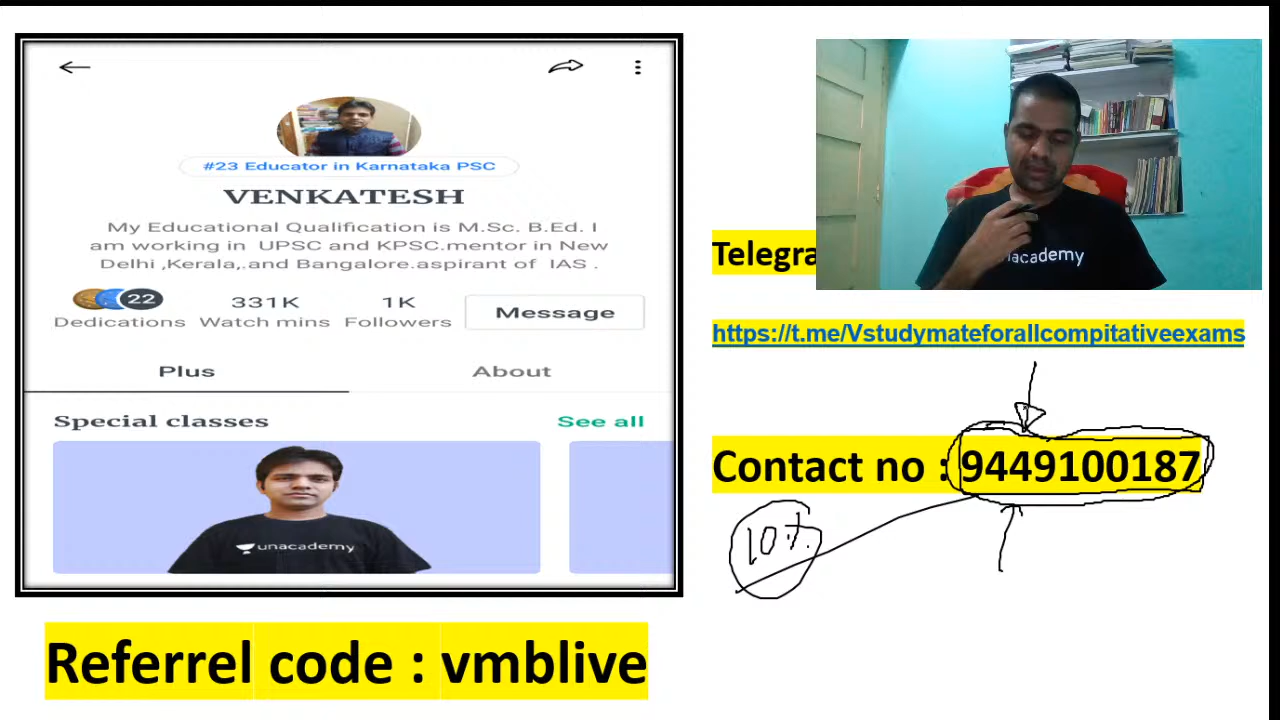 #23 Educator in Karnataka PSC
VENKATESH
My Educational Qualification is M.Sc. B.Ed. I
am working in UPSC and KPSC.mentor in New
Delhi ,Kerala,.and Bangalore.aspirant of IAS .
22
331K
1K
Dedications
Watch mins
Followers
Message
Plus
About
Special classes
See all
unacademy
Referrel code : vmblive
unacademy
Telegra
https://t.me/Vstudymateforallcompitativeexams
Contact no : 9449100187
10%